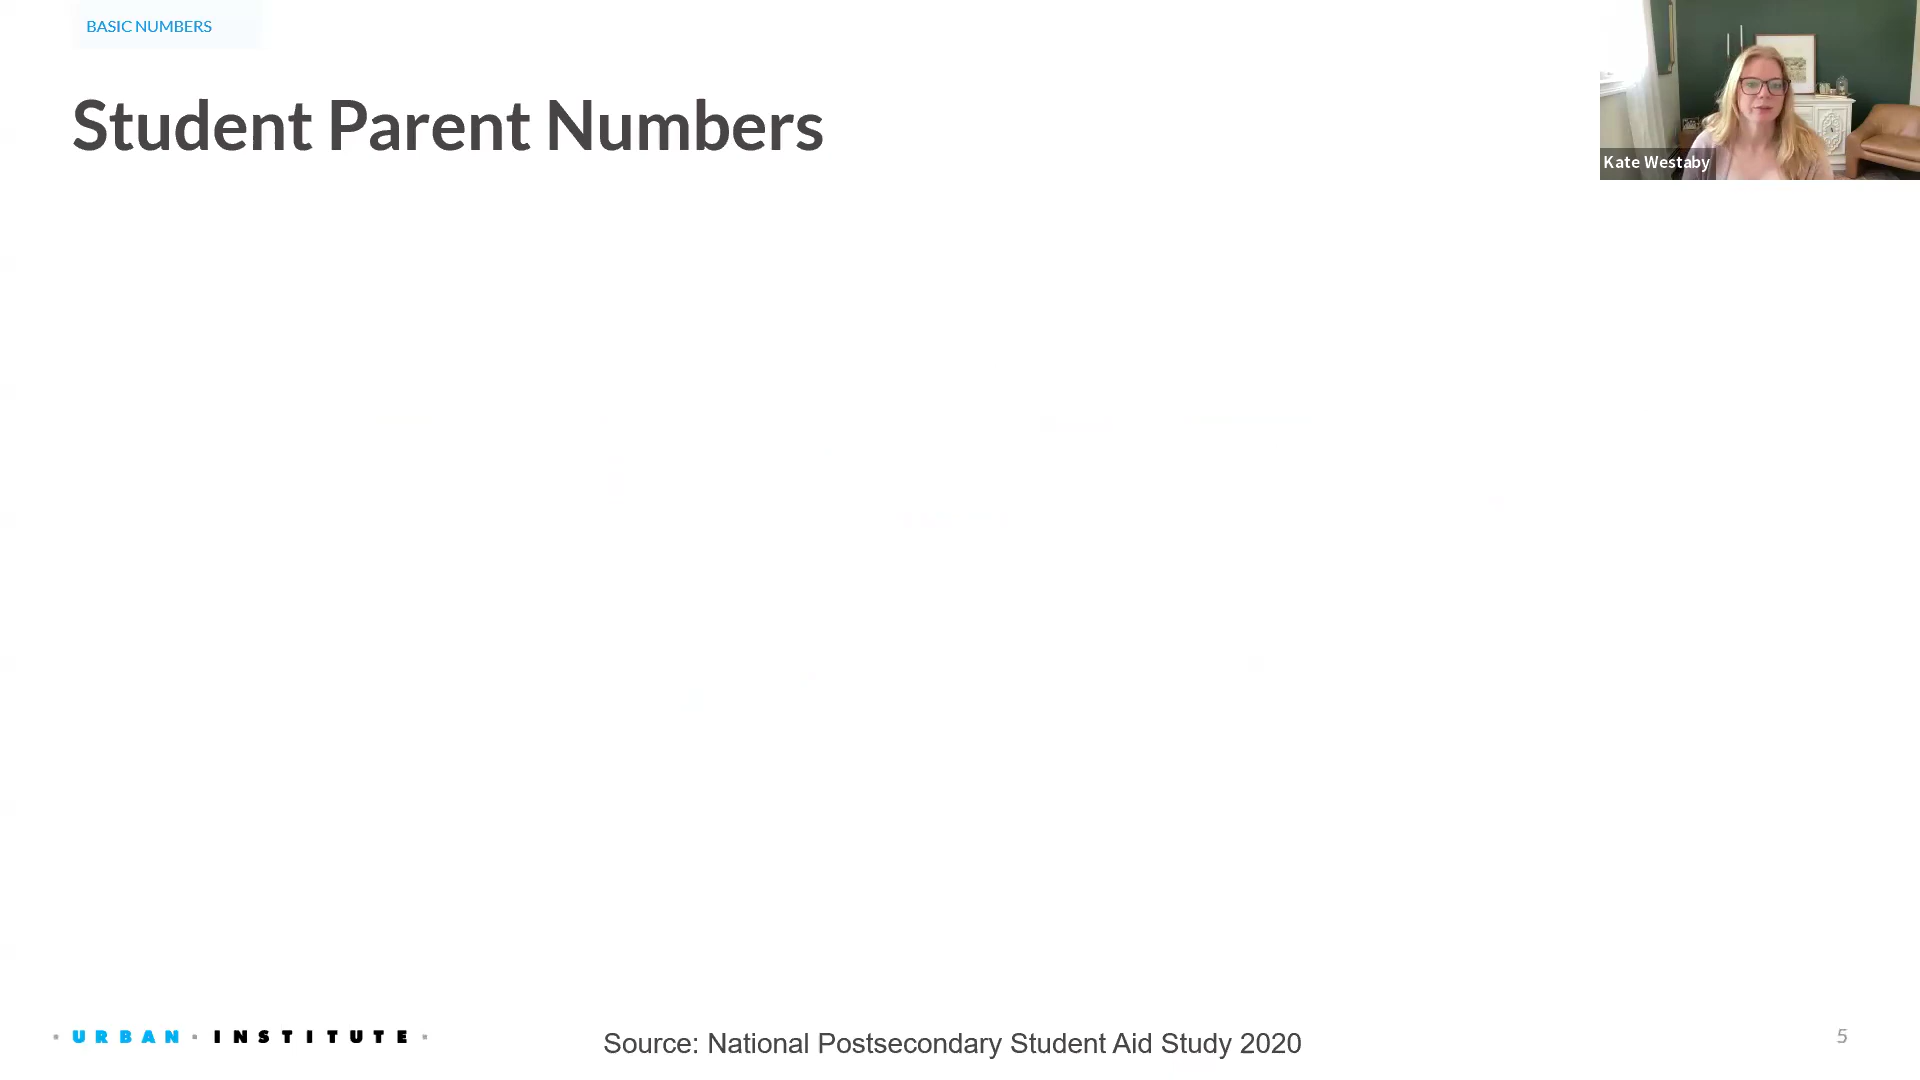 BASIC NUMBERS
Student Parent Numbers
Kate Westaby
URBAN · INSTITUTE
Source: National Postsecondary Student Aid Study 2020
5